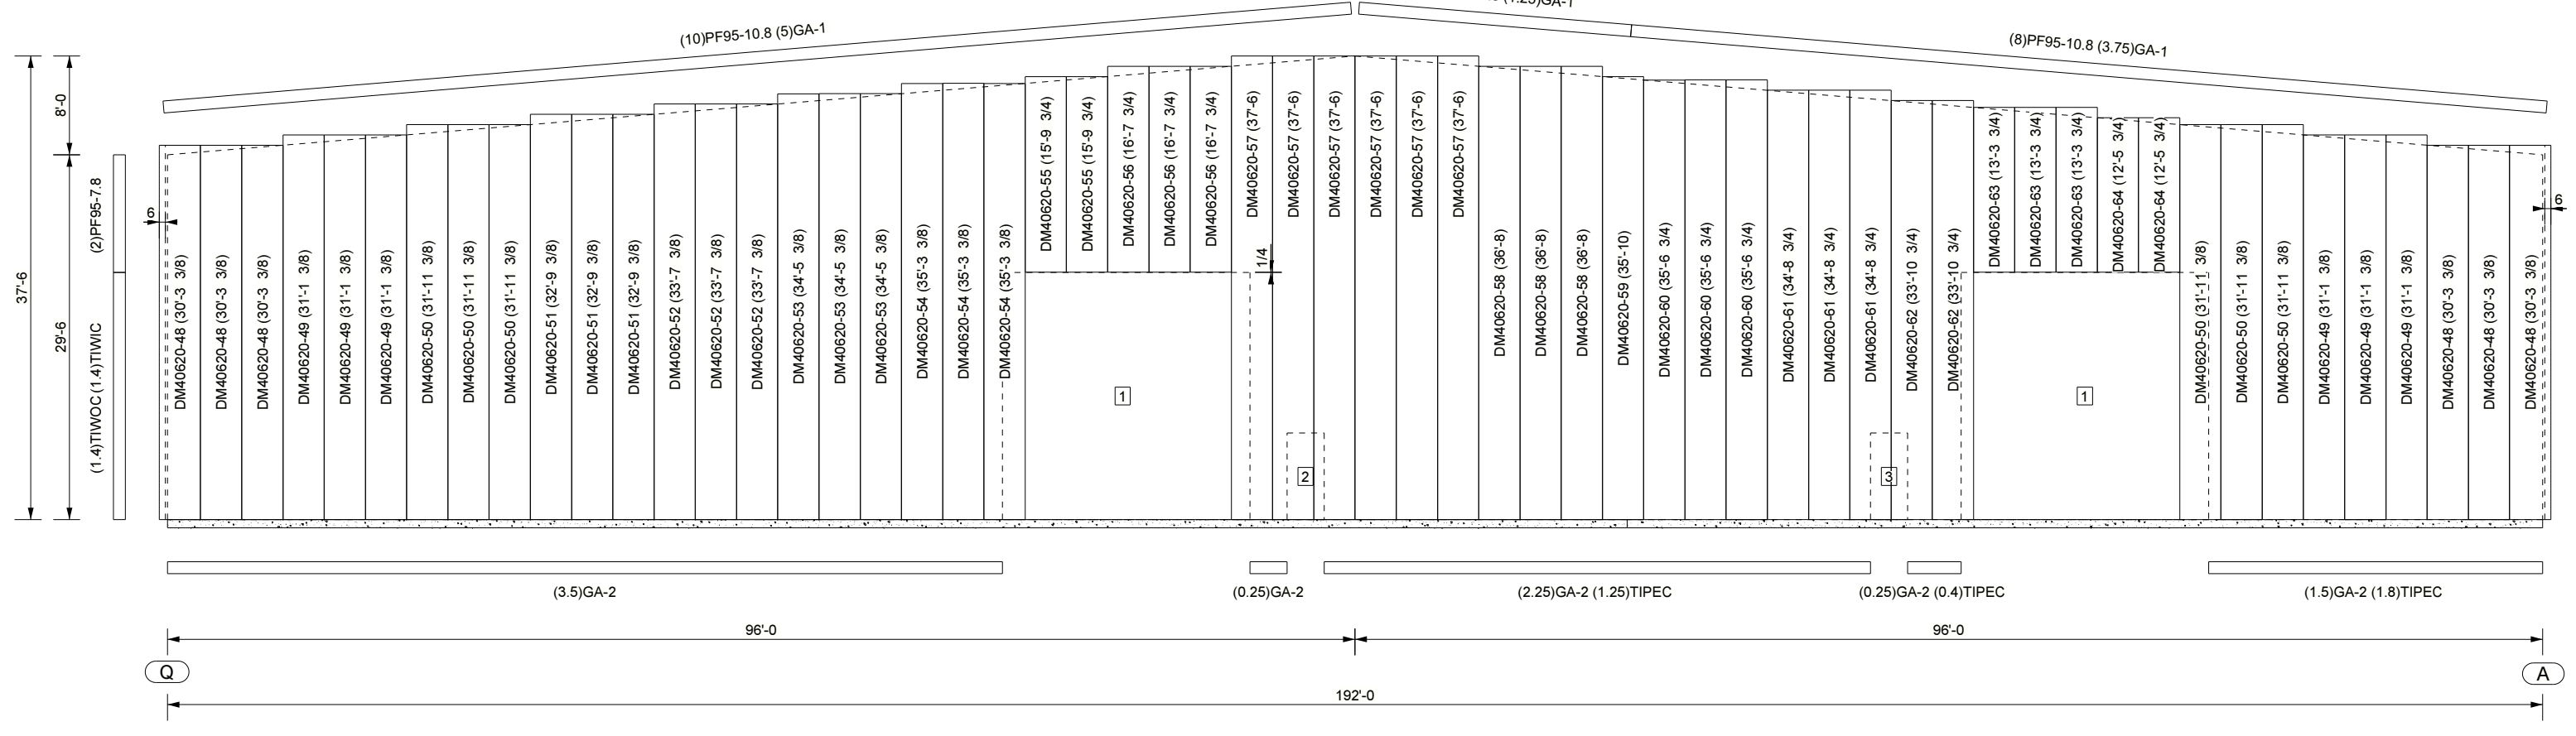 (10)PF95-10.8 (5)GA-1
(1.25)GA-1
(8)PF95-10.8 (3.75)GA-1
37'-6
8'-0
29'-6
(2)PF95-7.8
(1.4)TIWOC (1.4)TIWIC
6
DM40620-48 (30'-3 3/8)
DM40620-48 (30'-3 3/8)
DM40620-48 (30'-3 3/8)
DM40620-49 (31'-1 3/8)
DM40620-49 (31'-1 3/8)
DM40620-49 (31'-1 3/8)
DM40620-50 (31'-11 3/8)
DM40620-50 (31'-11 3/8)
DM40620-50 (31'-11 3/8)
DM40620-51 (32'-9 3/8)
DM40620-51 (32'-9 3/8)
DM40620-51 (32'-9 3/8)
DM40620-52 (33'-7 3/8)
DM40620-52 (33'-7 3/8)
DM40620-52 (33'-7 3/8)
DM40620-53 (34'-5 3/8)
DM40620-53 (34'-5 3/8)
DM40620-53 (34'-5 3/8)
DM40620-54 (35'-3 3/8)
DM40620-54 (35'-3 3/8)
DM40620-54 (35'-3 3/8)
DM40620-55 (15'-9 3/4)
DM40620-55 (15'-9 3/4)
DM40620-56 (16'-7 3/4)
DM40620-56 (16'-7 3/4)
DM40620-56 (16'-7 3/4)
DM40620-57 (37'-6)
DM40620-57 (37'-6)
DM40620-57 (37'-6)
DM40620-57 (37'-6)
DM40620-57 (37'-6)
DM40620-57 (37'-6)
DM40620-58 (36'-8)
DM40620-58 (36'-8)
DM40620-58 (36'-8)
DM40620-59 (35'-10)
DM40620-60 (35'-6 3/4)
DM40620-60 (35'-6 3/4)
DM40620-60 (35'-6 3/4)
DM40620-61 (34'-8 3/4)
DM40620-61 (34'-8 3/4)
DM40620-61 (34'-8 3/4)
DM40620-62 (33'-10 3/4)
DM40620-62 (33'-10 3/4)
DM40620-63 (13'-3 3/4)
DM40620-63 (13'-3 3/4)
DM40620-63 (13'-3 3/4)
DM40620-64 (12'-5 3/4)
DM40620-64 (12'-5 3/4)
DM40620-50 (31'-11 3/8)
DM40620-50 (31'-11 3/8)
DM40620-50 (31'-11 3/8)
DM40620-49 (31'-1 3/8)
DM40620-49 (31'-1 3/8)
DM40620-49 (31'-1 3/8)
DM40620-48 (30'-3 3/8)
DM40620-48 (30'-3 3/8)
DM40620-48 (30'-3 3/8)
6
1/4
1
1
2
3
(3.5)GA-2
(0.25)GA-2
(2.25)GA-2 (1.25)TIPEC
(0.25)GA-2 (0.4)TIPEC
(1.5)GA-2 (1.8)TIPEC
96'-0
96'-0
Q
A
192'-0